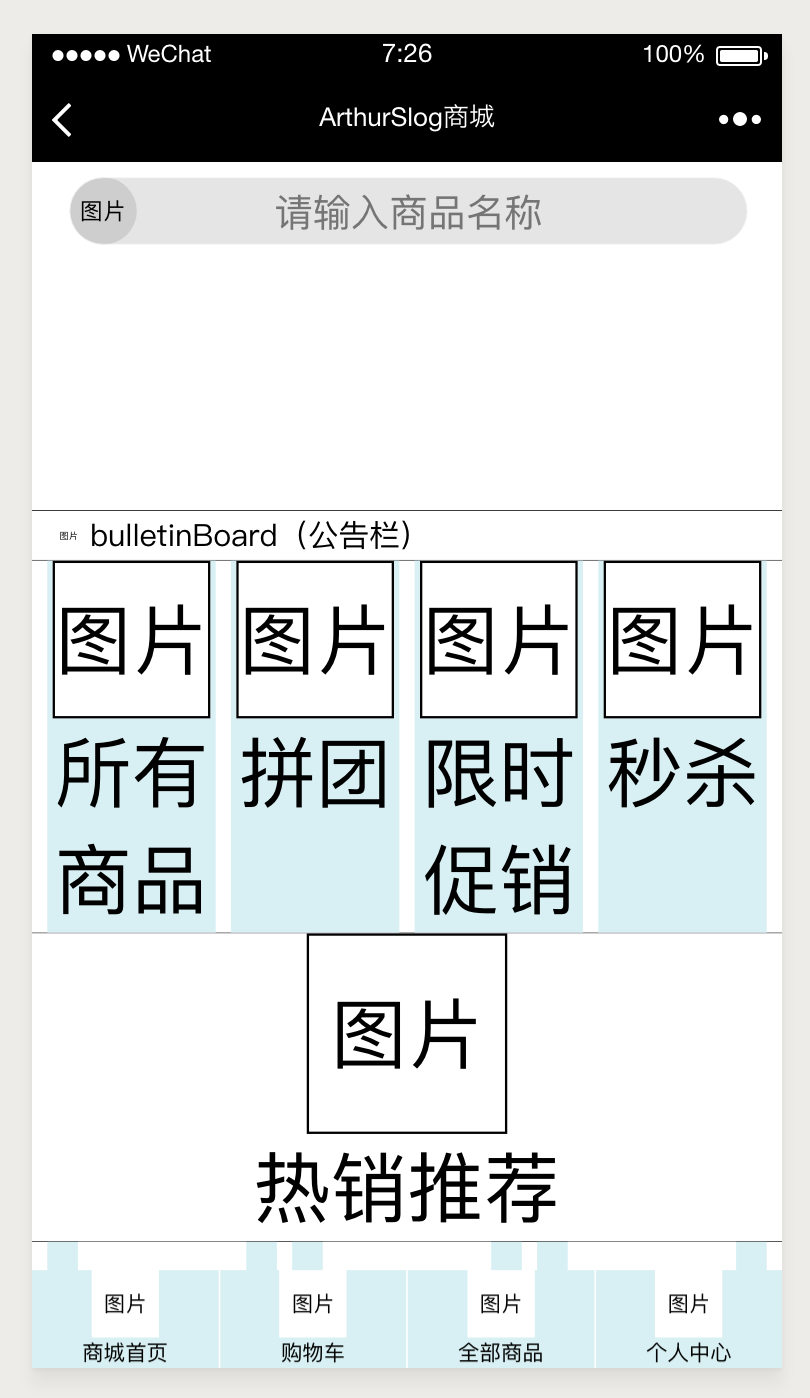 ●●●●● WeChat 7:26 100%
ArthurSlog商城
图片 请输入商品名称
图片 bulletinBoard（公告栏）
图片 图片 图片 图片
所有 拼团 限时 秒杀
商品 促销
图片
热销推荐
图片 图片 图片 图片
商城首页 购物车 全部商品 个人中心